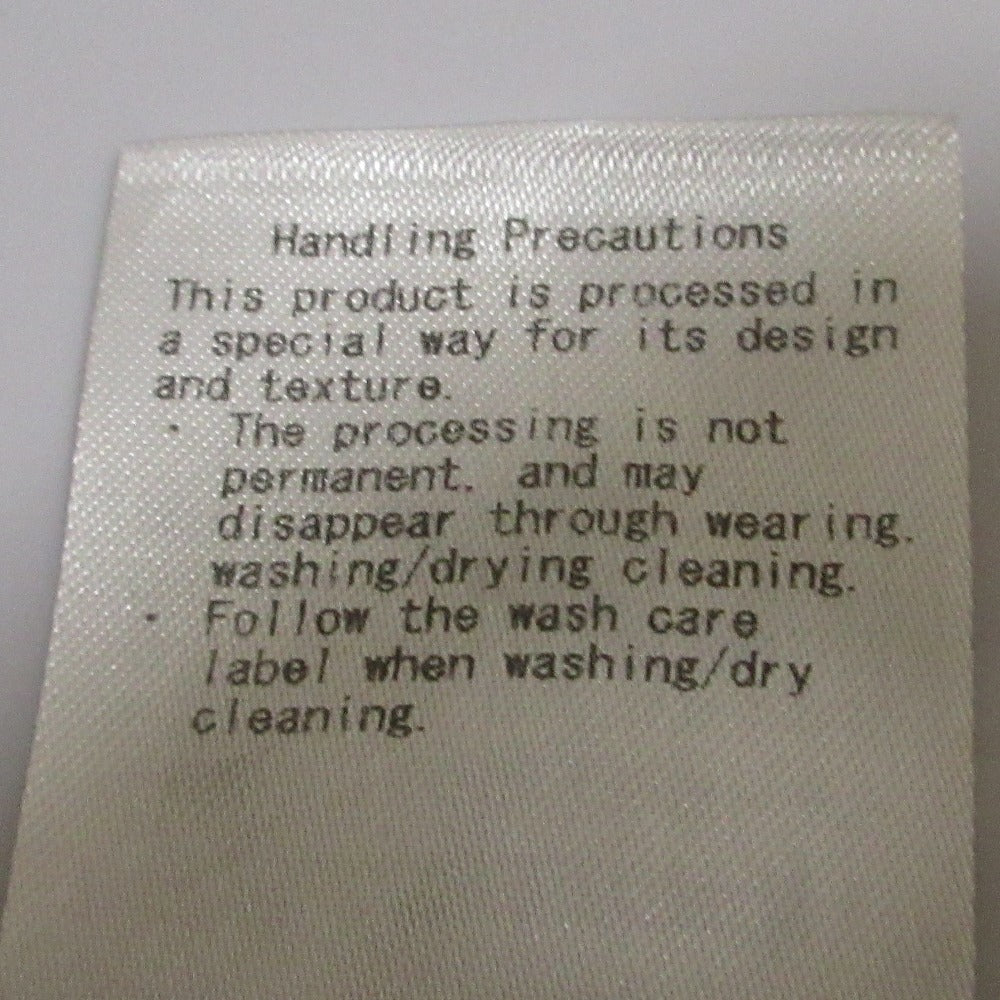 Handling Precautions
This product is processed in
a special way for its design
and texture.
· The processing is not
permanent, and may
disappear through wearing,
washing/drying cleaning.
· Follow the wash care
label when washing/dry
cleaning.